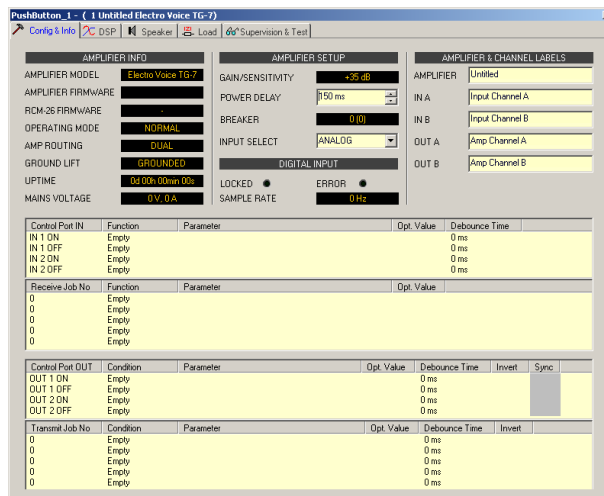 PushButton_1 - ( 1 Untitled Electro Voice TG-7)
Config & Info DSP Speaker Load Supervision & Test
AMPLIFIER INFO
AMPLIFIER MODEL Electro Voice TG-7
AMPLIFIER FIRMWARE
RCM-26 FIRMWARE -
OPERATING MODE NORMAL
AMP ROUTING DUAL
GROUND LIFT GROUNDED
UPTIME 0d 00h 00min 00s
MAINS VOLTAGE 0 V, 0 A
AMPLIFIER SETUP
GAIN/SENSITIVITY +35 dB
POWER DELAY 150 ms
BREAKER 0 (0)
INPUT SELECT ANALOG
DIGITAL INPUT
LOCKED ERROR
SAMPLE RATE 0 Hz
AMPLIFIER & CHANNEL LABELS
AMPLIFIER Untitled
IN A Input Channel A
IN B Input Channel B
OUT A Amp Channel A
OUT B Amp Channel B
Control Port IN Function Parameter Opt. Value Debounce Time
IN 1 ON Empty 0 ms
IN 1 OFF Empty 0 ms
IN 2 ON Empty 0 ms
IN 2 OFF Empty 0 ms
Receive Job No Function Parameter Opt. Value
0 Empty
0 Empty
0 Empty
0 Empty
0 Empty
Control Port OUT Condition Parameter Opt. Value Debounce Time Invert Sync
OUT 1 ON Empty 0 ms
OUT 1 OFF Empty 0 ms
OUT 2 ON Empty 0 ms
OUT 2 OFF Empty 0 ms
Transmit Job No Condition Parameter Opt. Value Debounce Time Invert
0 Empty 0 ms
0 Empty 0 ms
0 Empty 0 ms
0 Empty 0 ms
0 Empty 0 ms